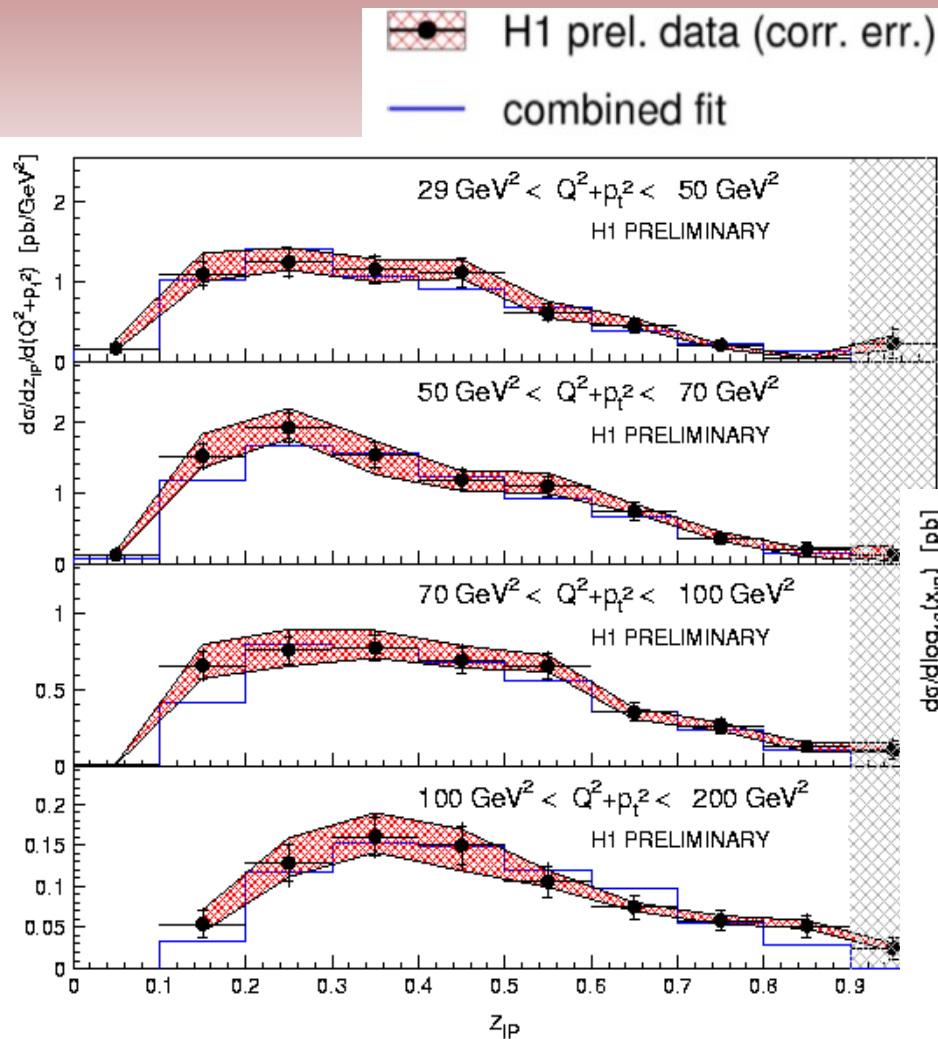 H1 prel. data (corr. err.)
combined fit
dσ/dz_IP/d(Q²+p_t²) [pb/GeV²]
29 GeV² < Q²+p_t² < 50 GeV²
H1 PRELIMINARY
2
1
0
50 GeV² < Q²+p_t² < 70 GeV²
H1 PRELIMINARY
2
1
0
70 GeV² < Q²+p_t² < 100 GeV²
H1 PRELIMINARY
1
0.5
0
100 GeV² < Q²+p_t² < 200 GeV²
H1 PRELIMINARY
0.2
0.15
0.1
0.05
0
0 0.1 0.2 0.3 0.4 0.5 0.6 0.7 0.8 0.9
z_IP
dσ/dlog₁₀(x_IP) [pb]